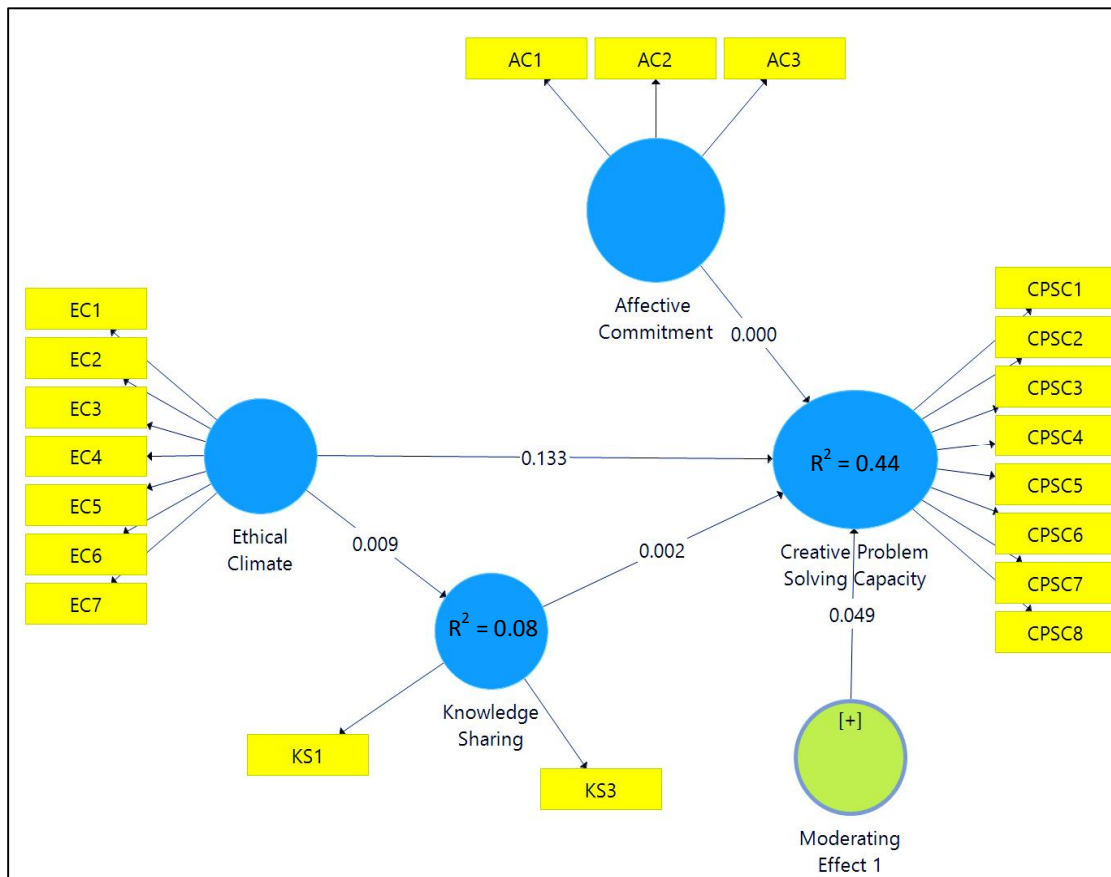 AC1 AC2 AC3
Affective
Commitment
0.000
EC1
EC2
EC3
EC4
EC5
EC6
EC7
Ethical
Climate
0.133
0.009
0.002
R² = 0.44
Creative Problem
Solving Capacity
CPSC1
CPSC2
CPSC3
CPSC4
CPSC5
CPSC6
CPSC7
CPSC8
R² = 0.08
Knowledge
Sharing
KS1
KS3
0.049
[+]
Moderating
Effect 1